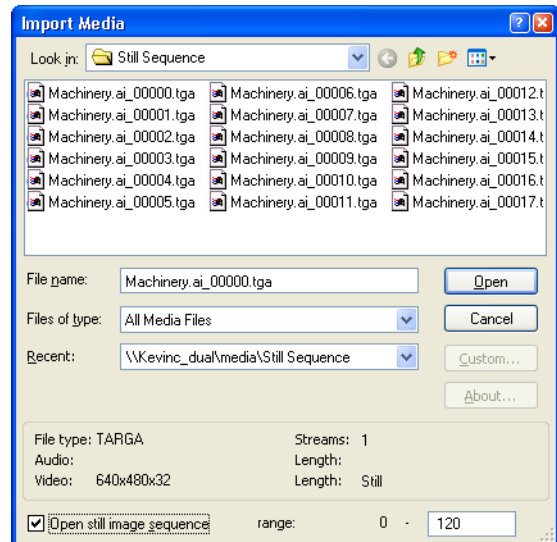 Import Media
Look in: Still Sequence
Machinery.ai_00000.tga Machinery.ai_00006.tga Machinery.ai_00012.t
Machinery.ai_00001.tga Machinery.ai_00007.tga Machinery.ai_00013.t
Machinery.ai_00002.tga Machinery.ai_00008.tga Machinery.ai_00014.t
Machinery.ai_00003.tga Machinery.ai_00009.tga Machinery.ai_00015.t
Machinery.ai_00004.tga Machinery.ai_00010.tga Machinery.ai_00016.t
Machinery.ai_00005.tga Machinery.ai_00011.tga Machinery.ai_00017.t
File name: Machinery.ai_00000.tga Open
Files of type: All Media Files Cancel
Recent: \\Kevinc_dual\media\Still Sequence Custom...
About...
File type: TARGA Streams: 1
Audio: Length:
Video: 640x480x32 Length: Still
Open still image sequence range: 0 - 120